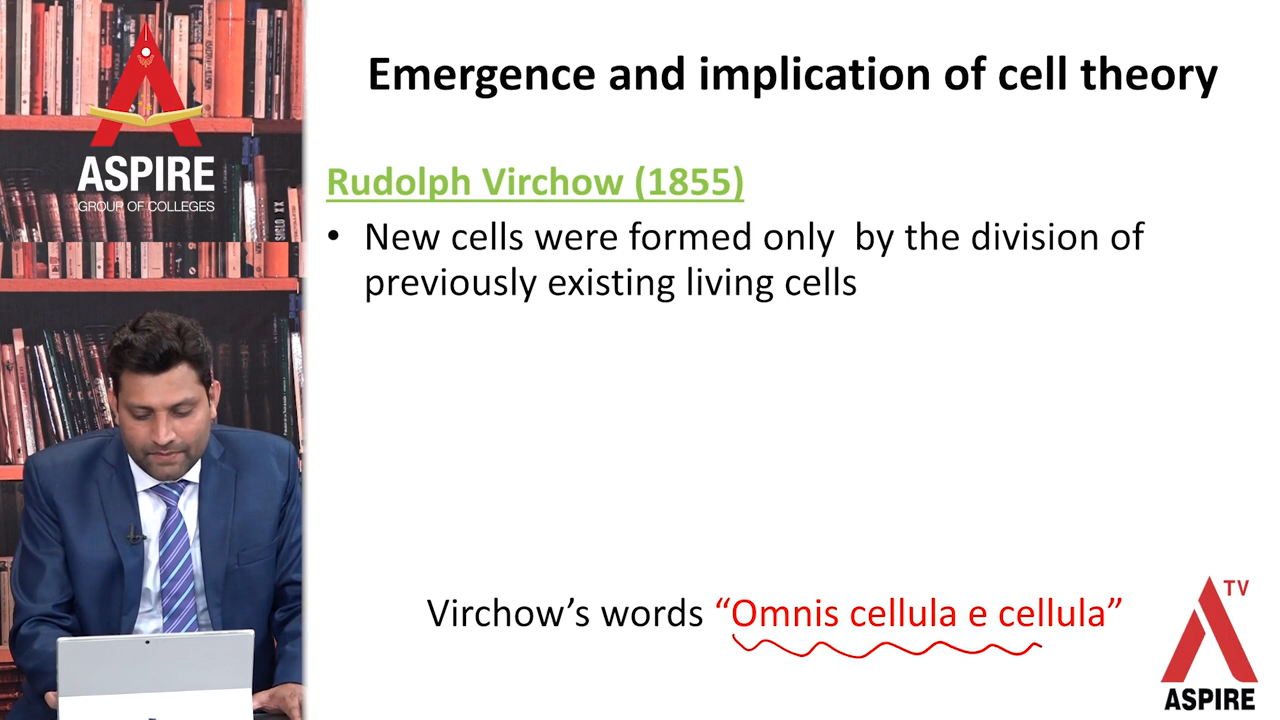 Emergence and implication of cell theory
ASPIRE
GROUP OF COLLEGES
Rudolph Virchow (1855)
• New cells were formed only by the division of
previously existing living cells
Virchow’s words “Omnis cellula e cellula”
TV
ASPIRE